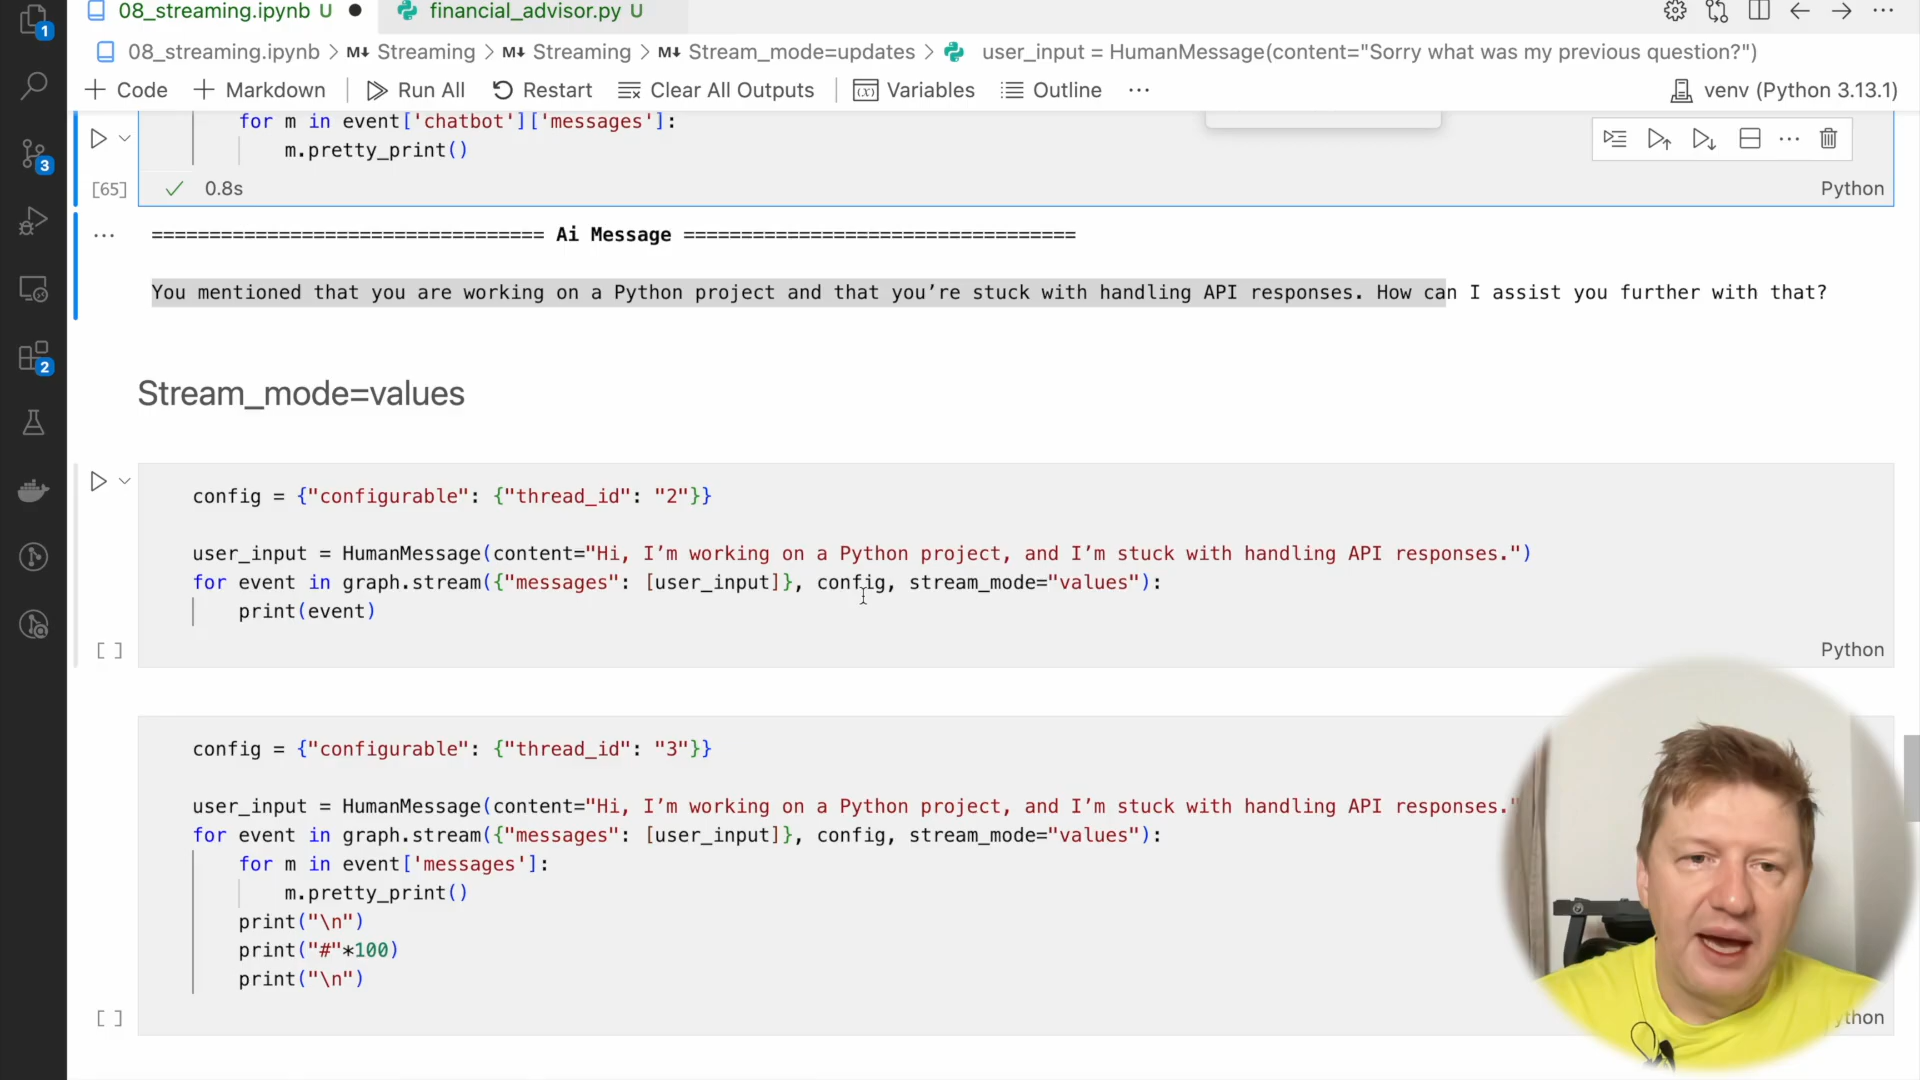 08_streaming.ipynb U
financial_advisor.py U
08_streaming.ipynb > M↓ Streaming > M↓ Streaming > M↓ Stream_mode=updates > user_input = HumanMessage(content="Sorry what was my previous question?")
+ Code + Markdown Run All Restart Clear All Outputs Variables Outline ... venv (Python 3.13.1)
1
3
2
for m in event['chatbot']['messages']:
m.pretty_print()
[65] 0.8s Python
================================== Ai Message ==================================
You mentioned that you are working on a Python project and that you’re stuck with handling API responses. How can I assist you further with that?
Stream_mode=values
config = {"configurable": {"thread_id": "2"}}
user_input = HumanMessage(content="Hi, I’m working on a Python project, and I’m stuck with handling API responses.")
for event in graph.stream({"messages": [user_input]}, config, stream_mode="values"):
print(event)
[ ] Python
config = {"configurable": {"thread_id": "3"}}
user_input = HumanMessage(content="Hi, I’m working on a Python project, and I’m stuck with handling API responses."
for event in graph.stream({"messages": [user_input]}, config, stream_mode="values"):
for m in event['messages']:
m.pretty_print()
print("\n")
print("#"*100)
print("\n")
[ ] ython